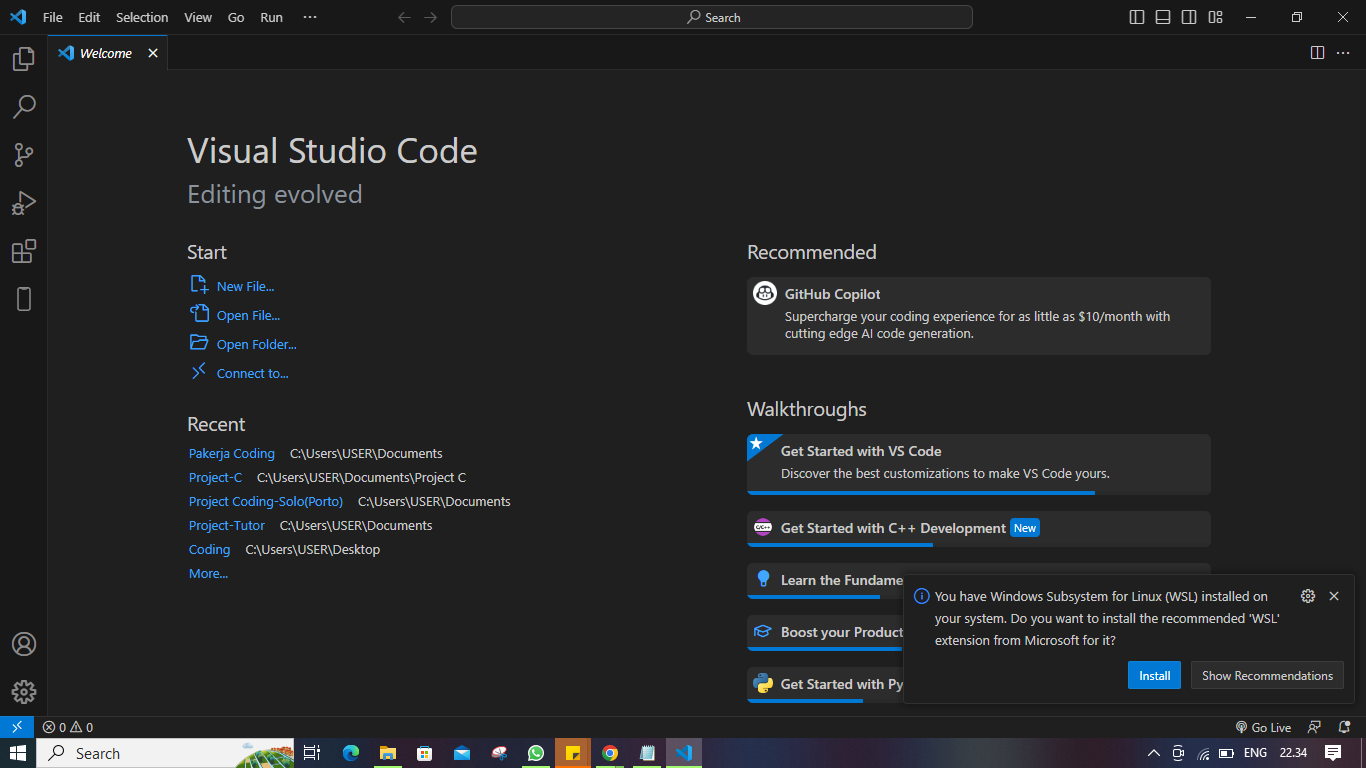 File Edit Selection View Go Run ···
Search
Welcome
Visual Studio Code
Editing evolved
Start
New File...
Open File...
Open Folder...
Connect to...
Recent
Pakerja Coding C:\Users\USER\Documents
Project-C C:\Users\USER\Documents\Project C
Project Coding-Solo(Porto) C:\Users\USER\Documents
Project-Tutor C:\Users\USER\Documents
Coding C:\Users\USER\Desktop
More...
Recommended
GitHub Copilot
Supercharge your coding experience for as little as $10/month with
cutting edge AI code generation.
Walkthroughs
Get Started with VS Code
Discover the best customizations to make VS Code yours.
C/C++ Get Started with C++ Development New
Learn the Fundame
Boost your Product
Get Started with Py
You have Windows Subsystem for Linux (WSL) installed on
your system. Do you want to install the recommended 'WSL'
extension from Microsoft for it?
Install Show Recommendations
0 0 Go Live
Search ENG 22.34